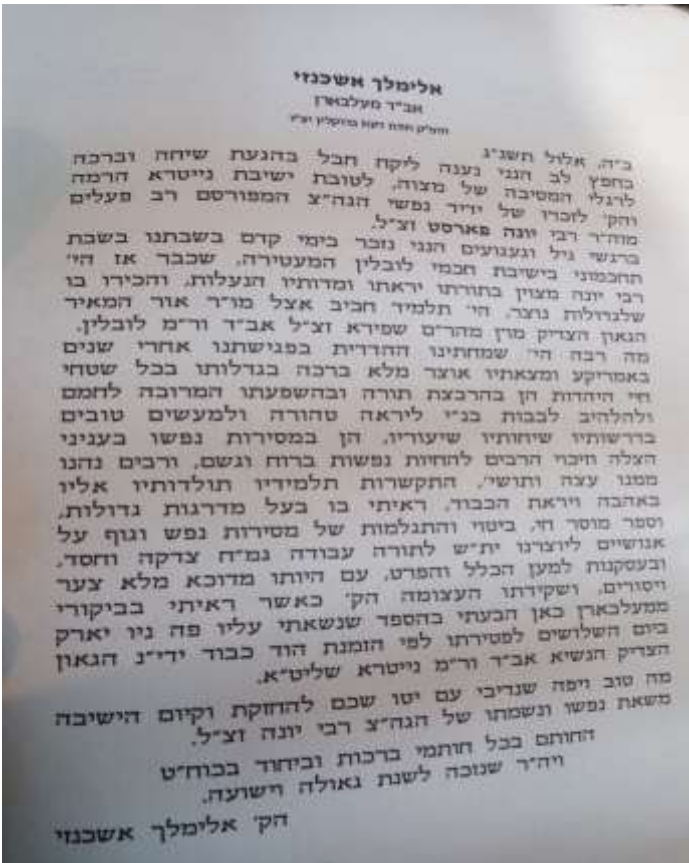 אלימלך אשכנזי
אב״ד מעלבארן
ב״ה, אלול תשנ״ג
בחפץ לב הנני נענה ליקח חבל בהגעת שיחה וברכה
לרגלי המסיבה של מצוה, לטובת ישיבת נייטרא הרמה
והק׳ לזכרו של ידיד נפשי הגה״צ המפורסם רב פעלים
מוה״ר רבי יונה פארסט זצ״ל.
ברגשי גיל וגעגועים הנני נזכר בימי קדם בשבתנו בשבת
תחכמוני בישיבת חכמי לובלין המעטירה, שכבר אז הי׳
רבי יונה מצוין בתורתו יראתו ומדותיו הנעלות, והכירו בו
שלגדולות נוצר, הי׳ תלמיד חביב אצל מו״ר אור המאיר
הגאון הצדיק מרן מהר״ם שפירא זצ״ל אב״ד ור״מ לובלין.
מה רבה הי׳ שמחתינו ההדדית בפגישתנו אחרי שנים
באמריקע ומצאתיו אוצר מלא ברכה בגדלותו בכל שטחי
חיי היהדות הן בהרבצת תורה ובהשפעתו המרובה לחמם
ולהלהיב לבבות בנ״י ליראה טהורה ולמעשים טובים
בדרשותיו שיחותיו שיעוריו, הן במסירות נפשו בעניני
הצלה וזיכוי הרבים להחיות נפשות ברוח וגשם, ורבים נהנו
ממנו עצה ותושי׳, התקשרות תלמידיו תולדותיו אליו
באהבה ויראת הכבוד, ראיתי בו בעל מדרגות גדולות,
וספר מוסר חי, ביטוי והתגלמות של מסירות נפש וגוף על
אנושיים ליוצרנו ית״ש לתורה עבודה גמ״ח צדקה וחסד,
ובעסקנות למען הכלל והפרט, עם היותו מדוכא מלא צער
ויסורים, ושקידתו העצומה הק׳ כאשר ראיתי בביקורי
ממעלבארן כאן הבעתי בהספד שנשאתי עליו פה ניו יארק
ביום השלושים לפטירתו לפי הזמנת הוד כבוד ידי״נ הגאון
הצדיק הנשיא אב״ד ור״מ נייטרא שליט״א.
מה טוב ויפה שנדיבי עם יטו שכם להחזקת וקיום הישיבה
משאת נפשו ונשמתו של הגה״צ רבי יונה זצ״ל.
החותם בכל חותמי ברכות וביחוד בכוח״ט
ויה״ר שנזכה לשנת גאולה וישועה.
הק׳ אלימלך אשכנזי